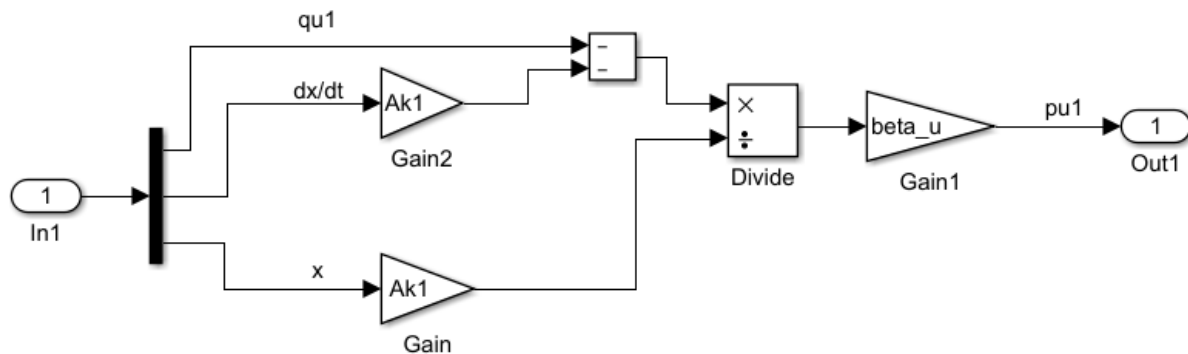 qu1
−
−
dx/dt
Ak1
Gain2
×
÷
Divide
beta_u
Gain1
pu1
1
Out1
1
In1
x
Ak1
Gain